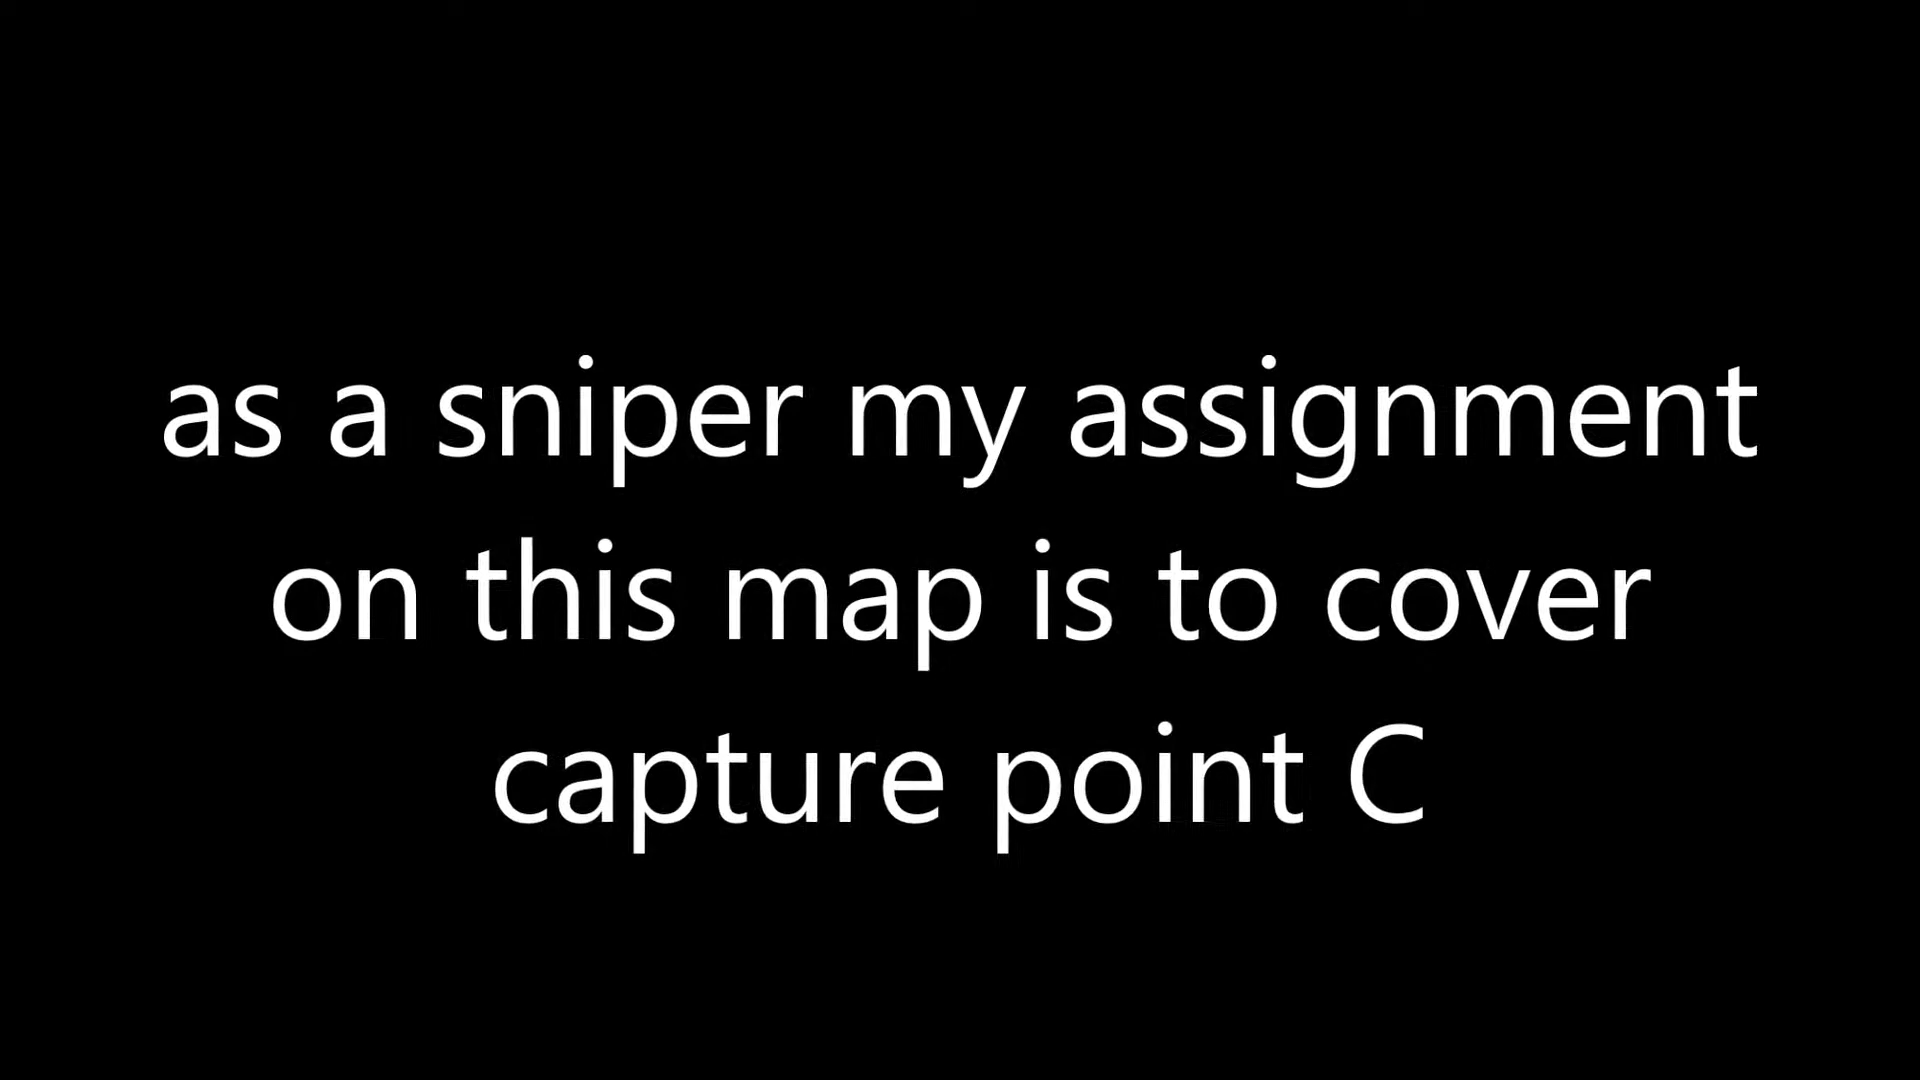 as a sniper my assignment
on this map is to cover
capture point C